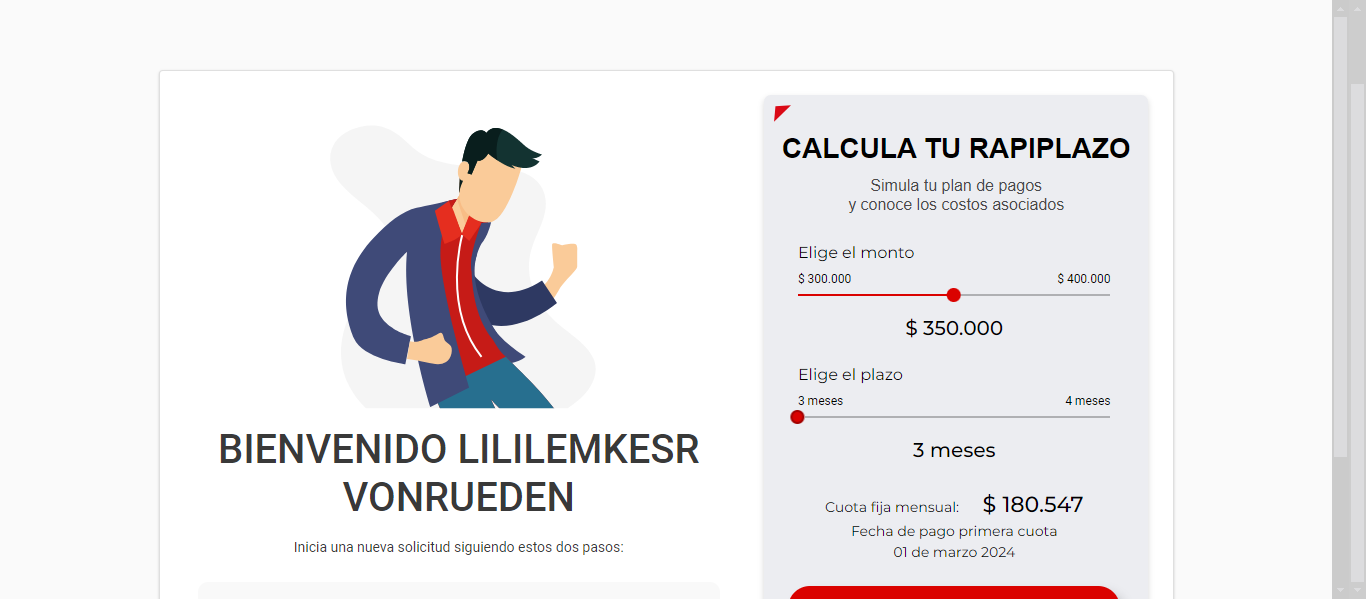 BIENVENIDO LILILEMKESR
VONRUEDEN
Inicia una nueva solicitud siguiendo estos dos pasos:
CALCULA TU RAPIPLAZO
Simula tu plan de pagos
y conoce los costos asociados
Elige el monto
$ 300.000 $ 400.000
$ 350.000
Elige el plazo
3 meses 4 meses
3 meses
Cuota fija mensual: $ 180.547
Fecha de pago primera cuota
01 de marzo 2024